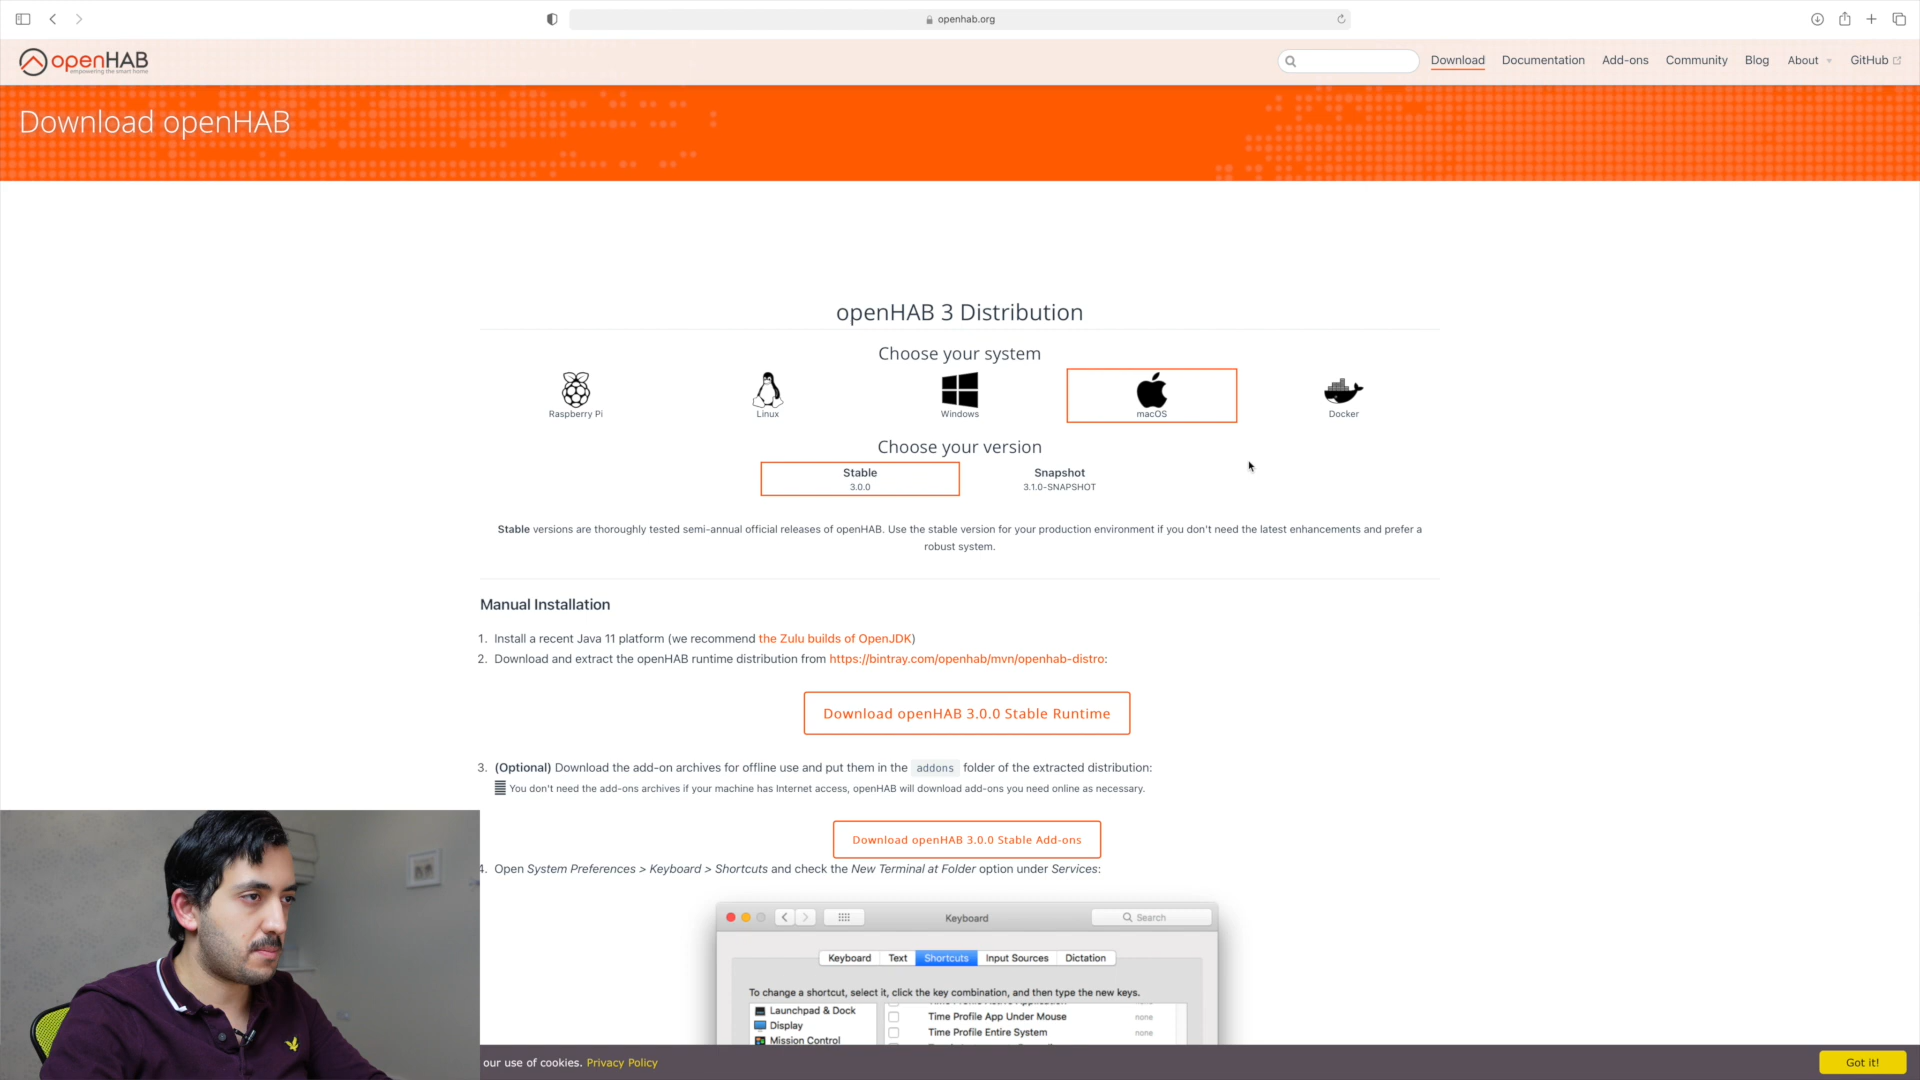 openhab.org
openHAB
empowering the smart home
Download
Documentation
Add-ons
Community
Blog
About
GitHub
Download openHAB
openHAB 3 Distribution
Choose your system
Raspberry Pi
Linux
Windows
macOS
Docker
Choose your version
Stable
3.0.0
Snapshot
3.1.0-SNAPSHOT
Stable versions are thoroughly tested semi-annual official releases of openHAB. Use the stable version for your production environment if you don't need the latest enhancements and prefer a
robust system.
Manual Installation
1. Install a recent Java 11 platform (we recommend the Zulu builds of OpenJDK)
2. Download and extract the openHAB runtime distribution from https://bintray.com/openhab/mvn/openhab-distro:
Download openHAB 3.0.0 Stable Runtime
3. (Optional) Download the add-on archives for offline use and put them in the addons folder of the extracted distribution:
You don't need the add-ons archives if your machine has Internet access, openHAB will download add-ons you need online as necessary.
Download openHAB 3.0.0 Stable Add-ons
4. Open System Preferences > Keyboard > Shortcuts and check the New Terminal at Folder option under Services:
Keyboard
Search
Keyboard
Text
Shortcuts
Input Sources
Dictation
To change a shortcut, select it, click the key combination, and then type the new keys.
Launchpad & Dock
Display
Mission Control
Time Profile App Under Mouse
none
Time Profile Entire System
none
our use of cookies. Privacy Policy
Got it!